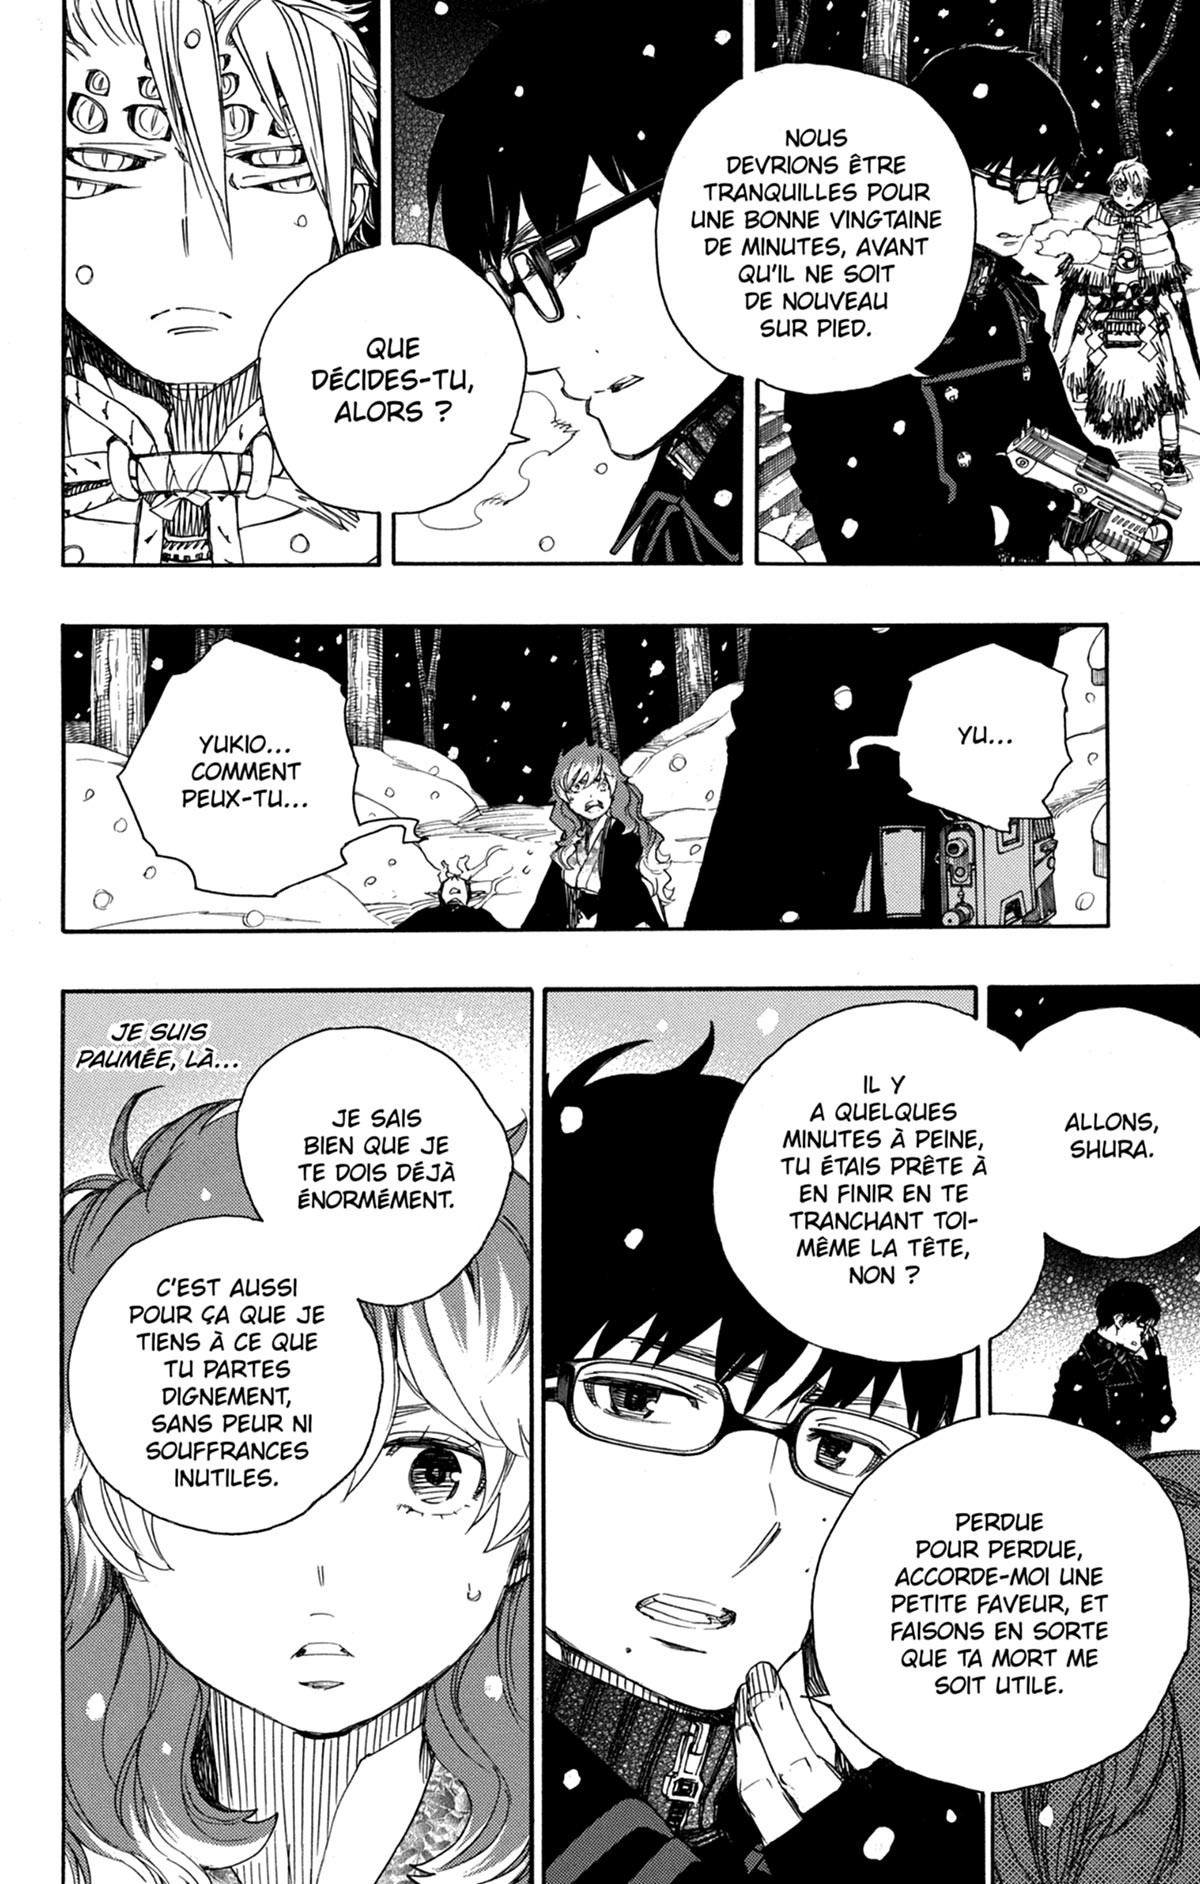 NOUS
DEVRIONS ÊTRE
TRANQUILLES POUR
UNE BONNE VINGTAINE
DE MINUTES, AVANT
QU'IL NE SOIT
DE NOUVEAU
SUR PIED.
QUE
DÉCIDES-TU,
ALORS ?
YU...
YUKIO...
COMMENT
PEUX-TU...
ALLONS,
SHURA.
IL Y
A QUELQUES
MINUTES À PEINE,
TU ÉTAIS PRÊTE À
EN FINIR EN TE
TRANCHANT TOI-
MÊME LA TÊTE,
NON ?
PERDUE
POUR PERDUE,
ACCORDE-MOI UNE
PETITE FAVEUR, ET
FAISONS EN SORTE
QUE TA MORT ME
SOIT UTILE.
JE SAIS
BIEN QUE JE
TE DOIS DÉJÀ
ÉNORMÉMENT.
C'EST AUSSI
POUR ÇA QUE JE
TIENS À CE QUE
TU PARTES
DIGNEMENT,
SANS PEUR NI
SOUFFRANCES
INUTILES.
JE SUIS
PAUMÉE, LÀ...